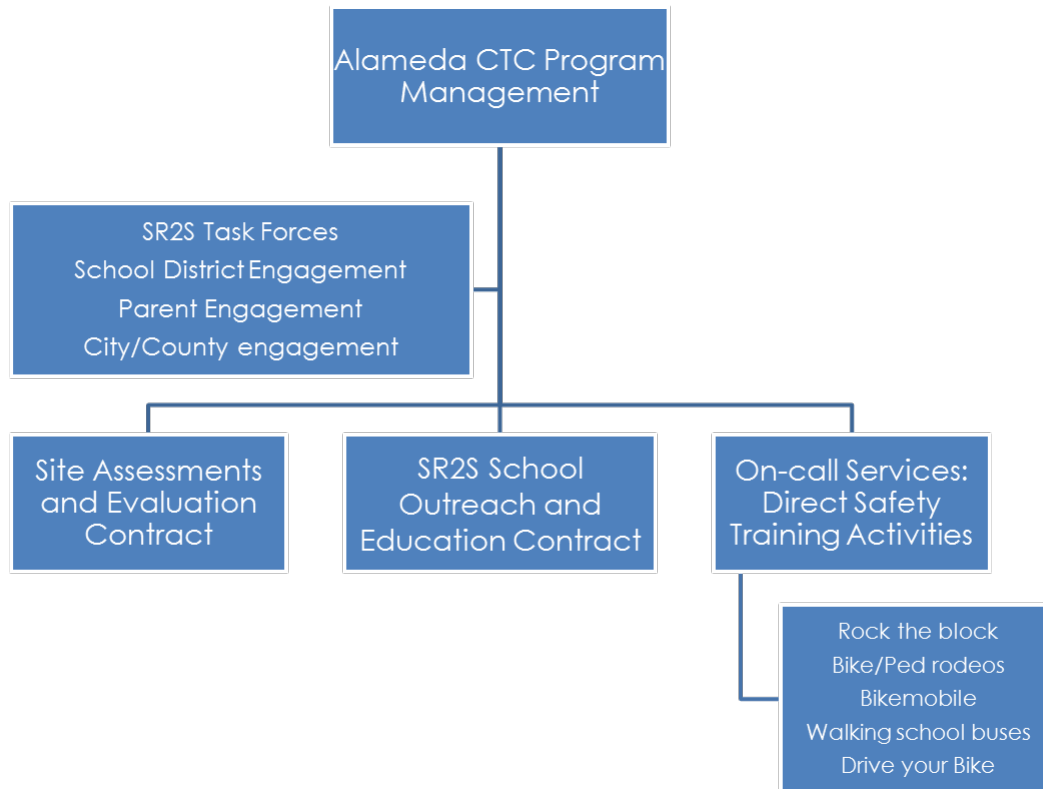 Alameda CTC Program
Management
SR2S Task Forces
School District Engagement
Parent Engagement
City/County engagement
Site Assessments
and Evaluation
Contract
SR2S School
Outreach and
Education Contract
On-call Services:
Direct Safety
Training Activities
Rock the block
Bike/Ped rodeos
Bikemobile
Walking school buses
Drive your Bike